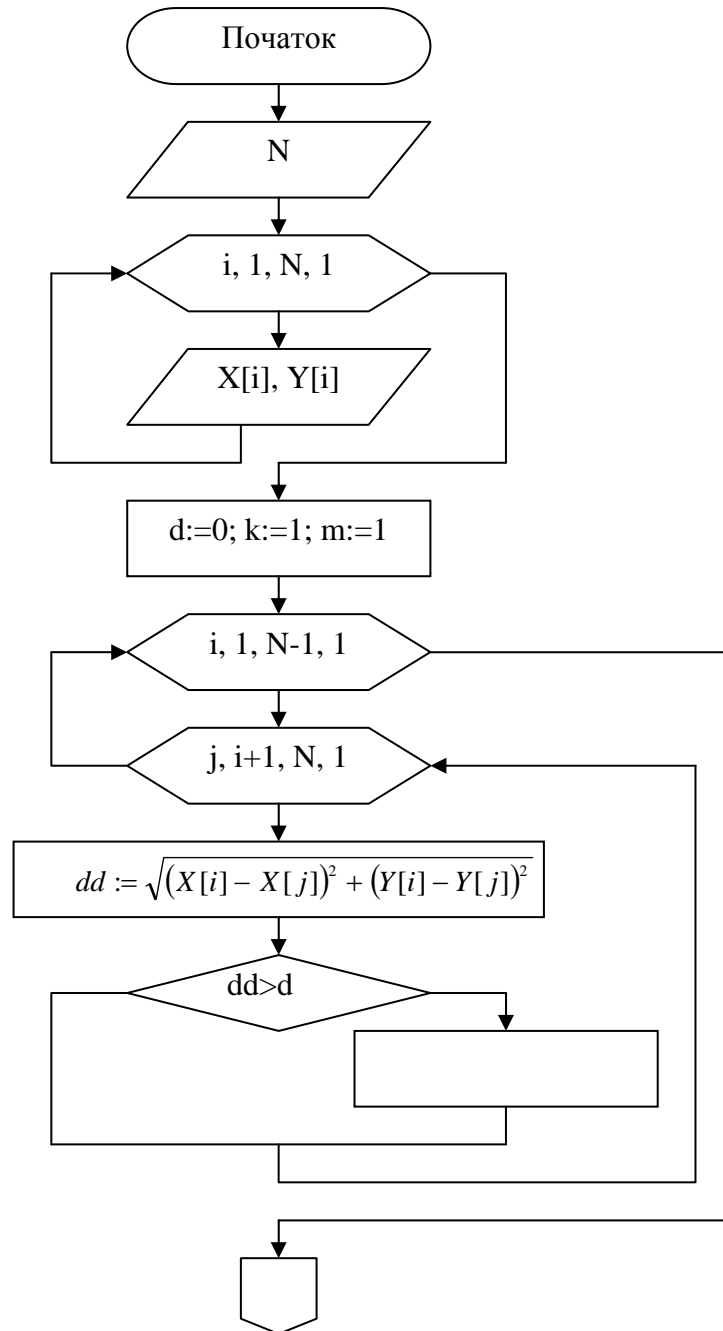 Початок
N
i, 1, N, 1
X[i], Y[i]
d:=0; k:=1; m:=1
i, 1, N-1, 1
j, i+1, N, 1
dd := √(X[i] − X[j])² + (Y[i] − Y[j])²
dd>d